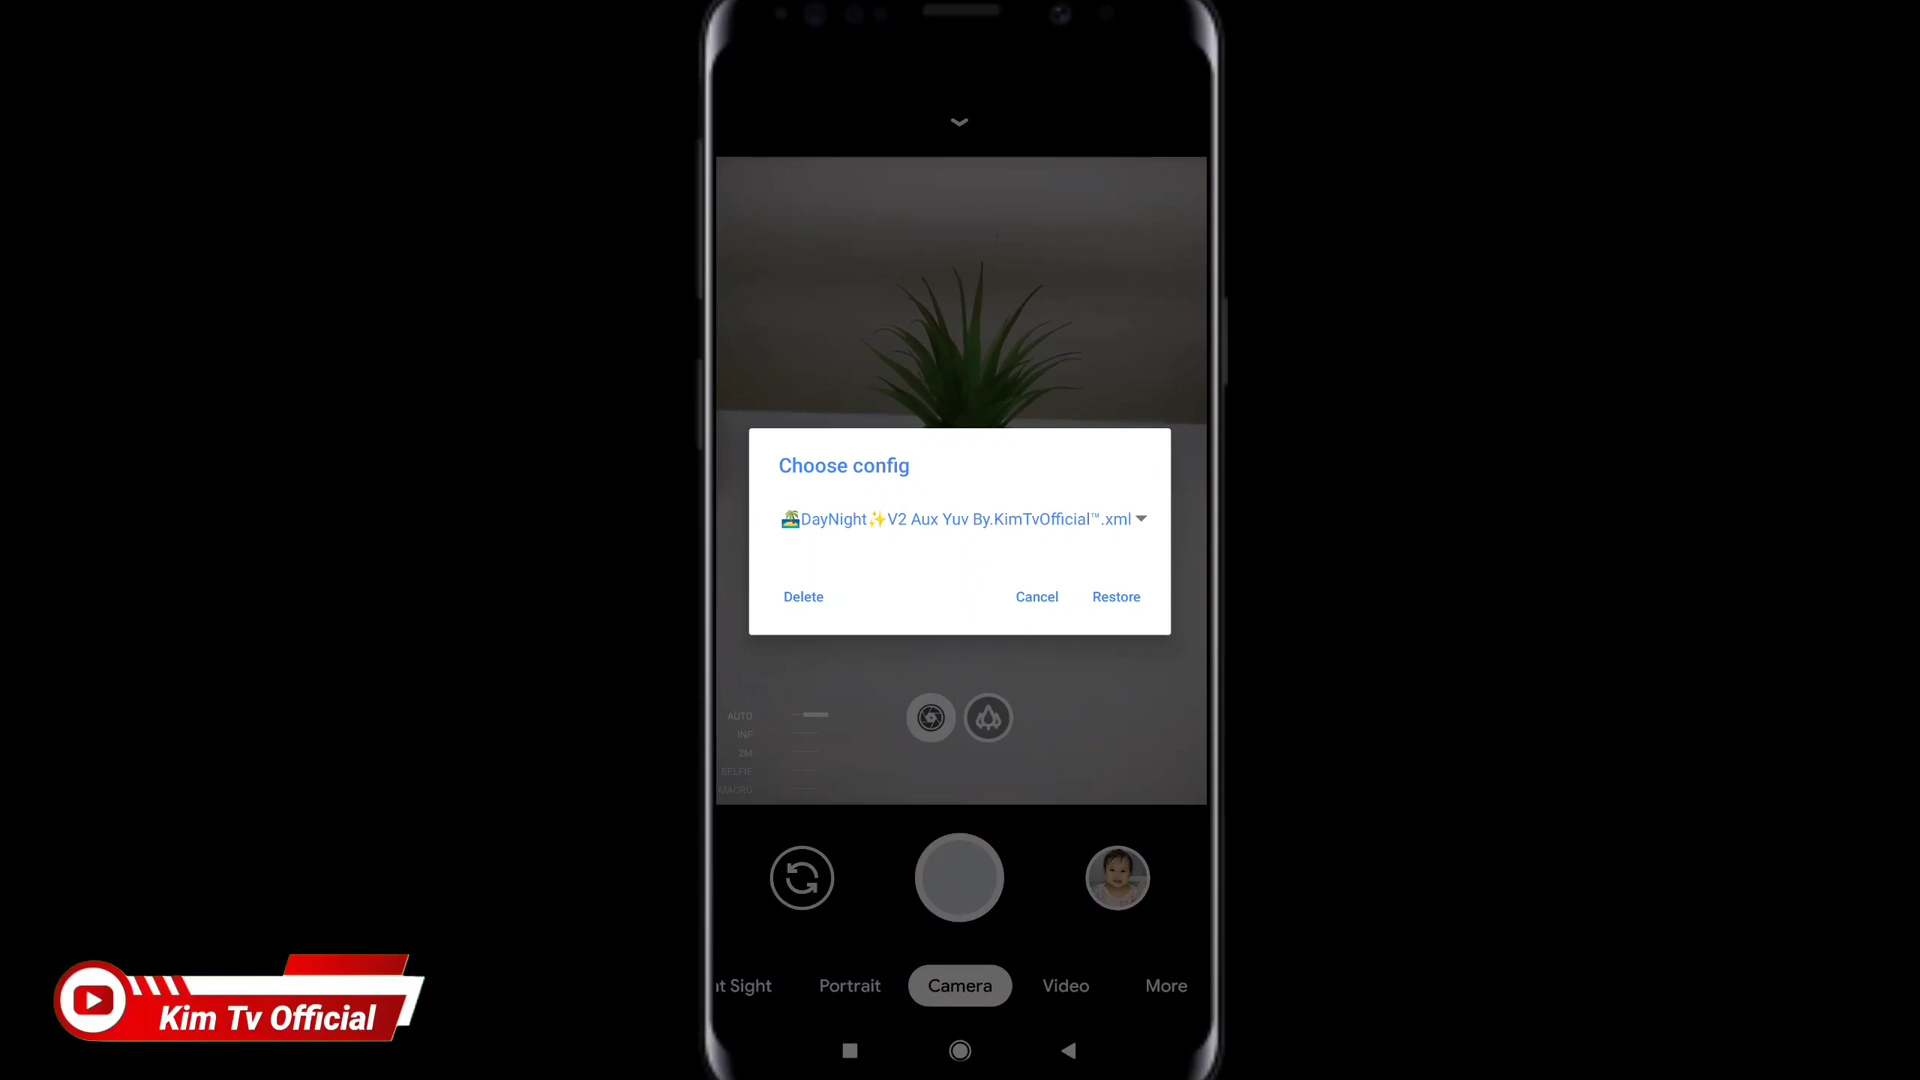 Choose config
🏝️DayNight✨V2 Aux Yuv By.KimTvOfficial™.xml
Delete
Cancel
Restore
AUTO
INF
2M
SELFIE
MACRO
at Sight
Portrait
Camera
Video
More
Kim Tv Official